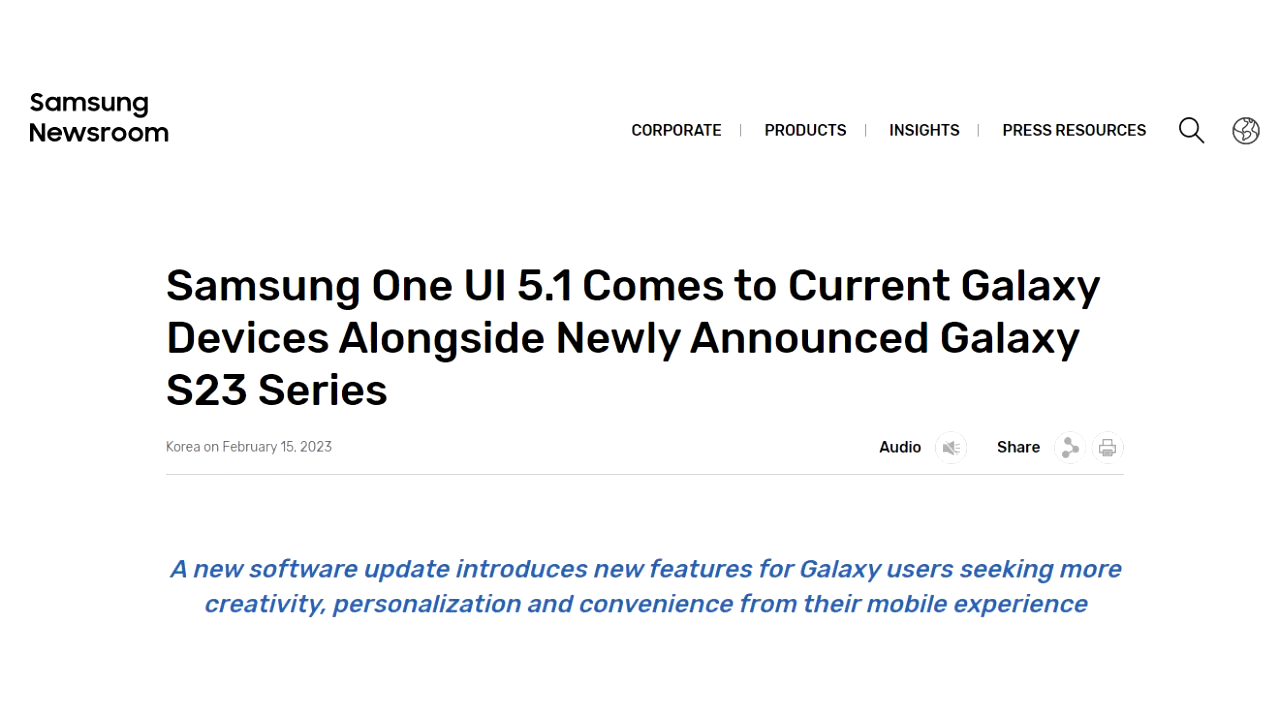 Samsung
Newsroom
CORPORATE | PRODUCTS | INSIGHTS | PRESS RESOURCES
Samsung One UI 5.1 Comes to Current Galaxy
Devices Alongside Newly Announced Galaxy
S23 Series
Korea on February 15, 2023
Audio Share
A new software update introduces new features for Galaxy users seeking more
creativity, personalization and convenience from their mobile experience